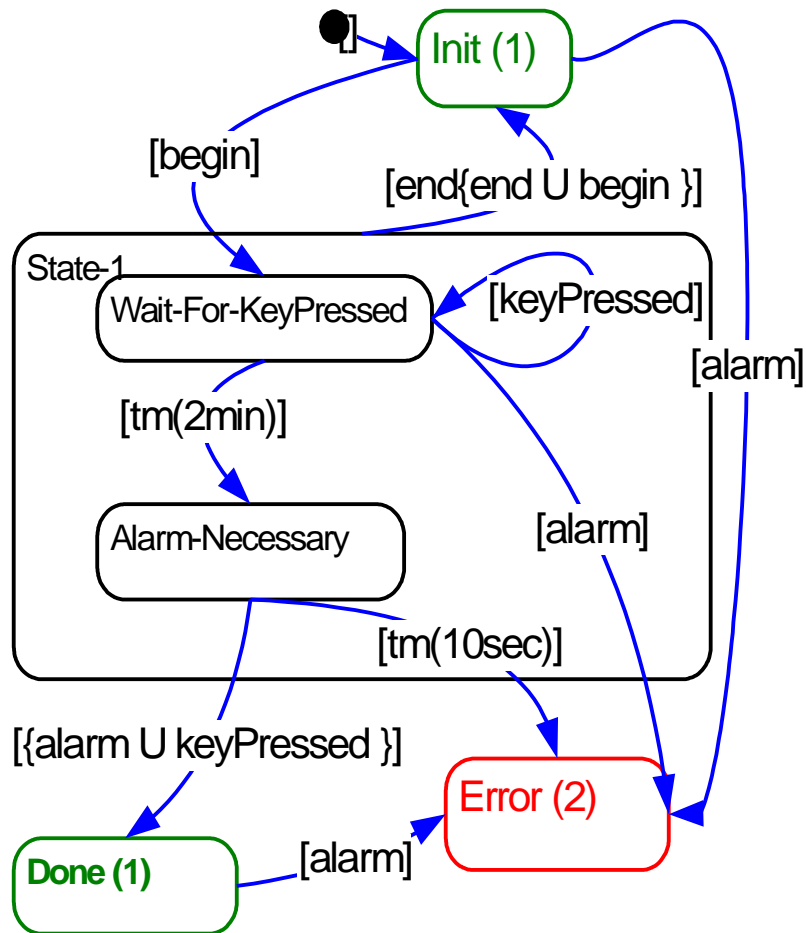 []
Init (1)
[begin]
[end{end U begin }]
State-1
Wait-For-KeyPressed
[keyPressed]
[alarm]
[tm(2min)]
[alarm]
Alarm-Necessary
[tm(10sec)]
[{alarm U keyPressed }]
Error (2)
Done (1)
[alarm]